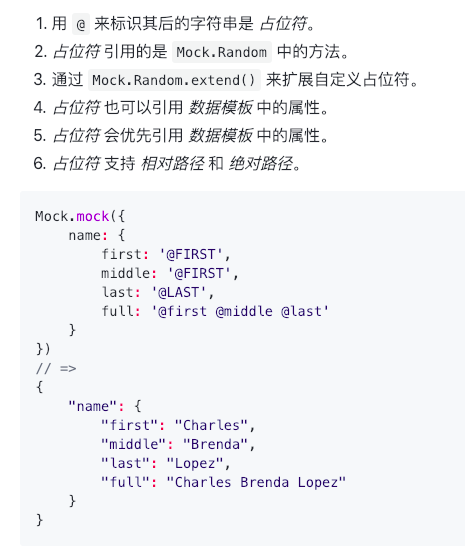 1. 用 @ 来标识其后的字符串是 占位符。
2. 占位符 引用的是 Mock.Random 中的方法。
3. 通过 Mock.Random.extend() 来扩展自定义占位符。
4. 占位符 也可以引用 数据模板 中的属性。
5. 占位符 会优先引用 数据模板 中的属性。
6. 占位符 支持 相对路径 和 绝对路径。
Mock.mock({
    name: {
        first: '@FIRST',
        middle: '@FIRST',
        last: '@LAST',
        full: '@first @middle @last'
    }
})
// =>
{
    "name": {
        "first": "Charles",
        "middle": "Brenda",
        "last": "Lopez",
        "full": "Charles Brenda Lopez"
    }
}